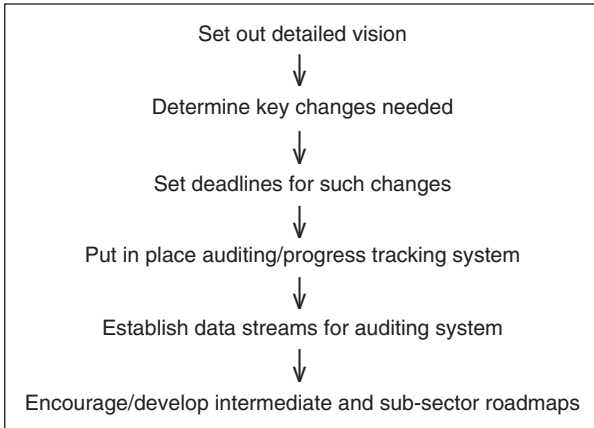 Set out detailed vision
Determine key changes needed
Set deadlines for such changes
Put in place auditing/progress tracking system
Establish data streams for auditing system
Encourage/develop intermediate and sub-sector roadmaps